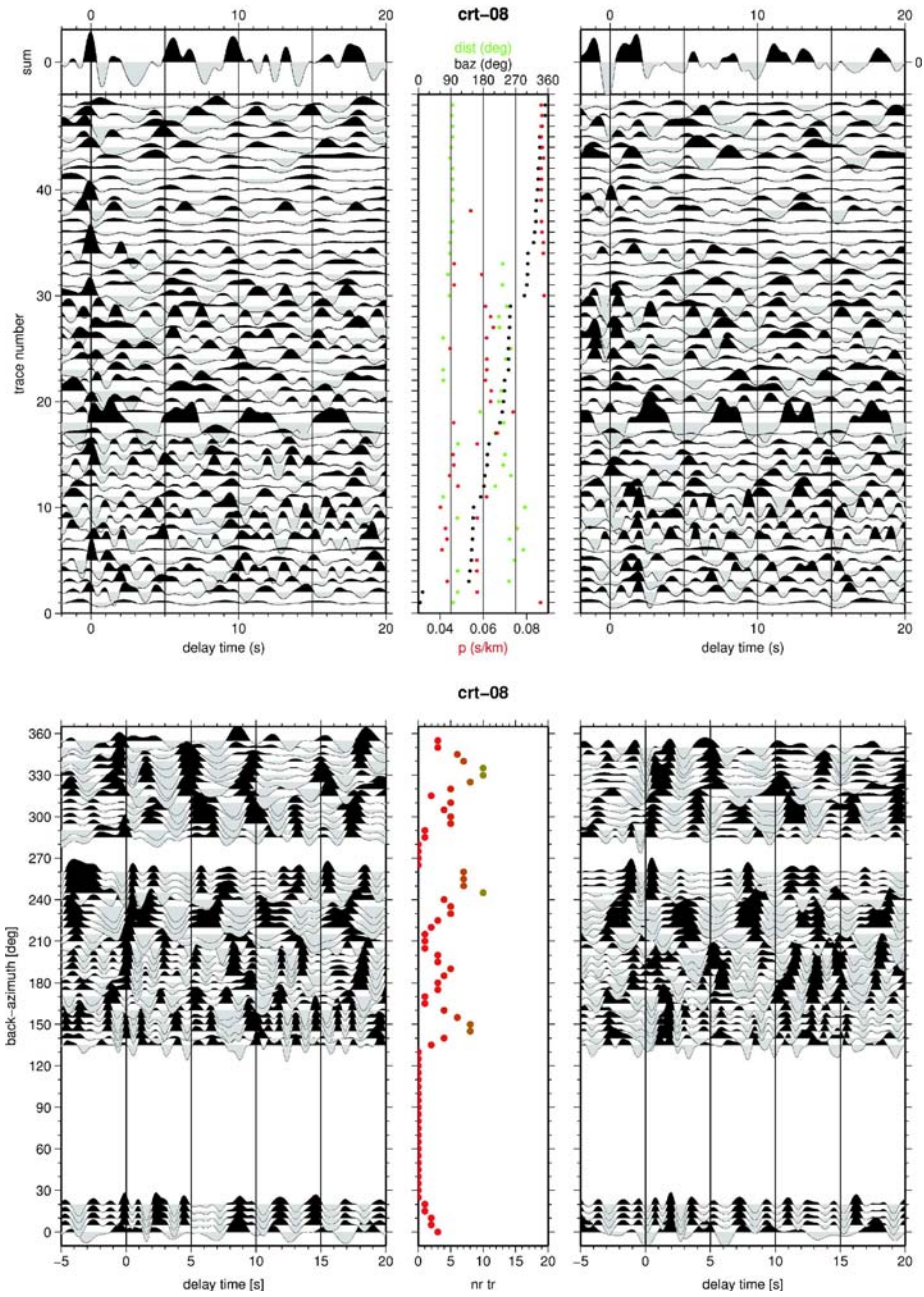 crt-08
dist (deg)
baz (deg)
0 10 20
0 90 180 270 360
0 10 20
sum
0
0
trace number
40
30
20
10
0
0 10 20
delay time (s)
0.04 0.06 0.08
p (s/km)
0 10 20
delay time (s)
crt-08
back-azimuth [deg]
360
330
300
270
240
210
180
150
120
90
60
30
0
-5 0 5 10 15 20
delay time [s]
0 5 10 15 20
nr tr
-5 0 5 10 15 20
delay time [s]